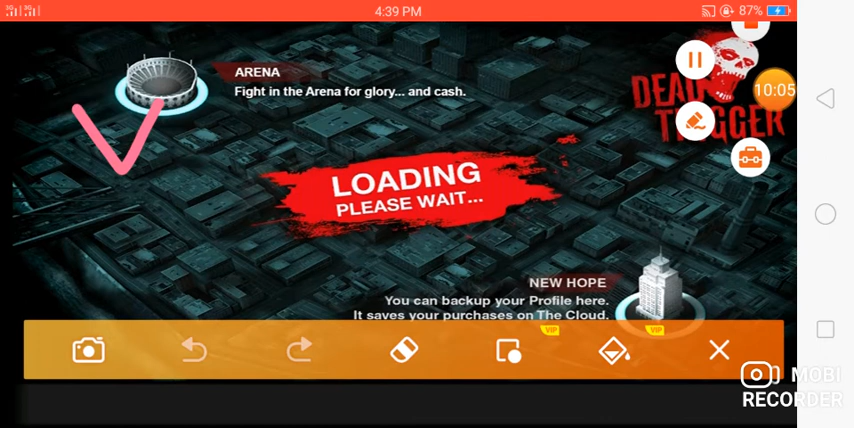 3G 3G 4:39 PM 87%
ARENA
Fight in the Arena for glory... and cash.
DEAD
TRIGGER
10:05
LOADING
PLEASE WAIT...
NEW HOPE
You can backup your Profile here.
It saves your purchases on The Cloud.
VIP VIP
MOBI
RECORDER